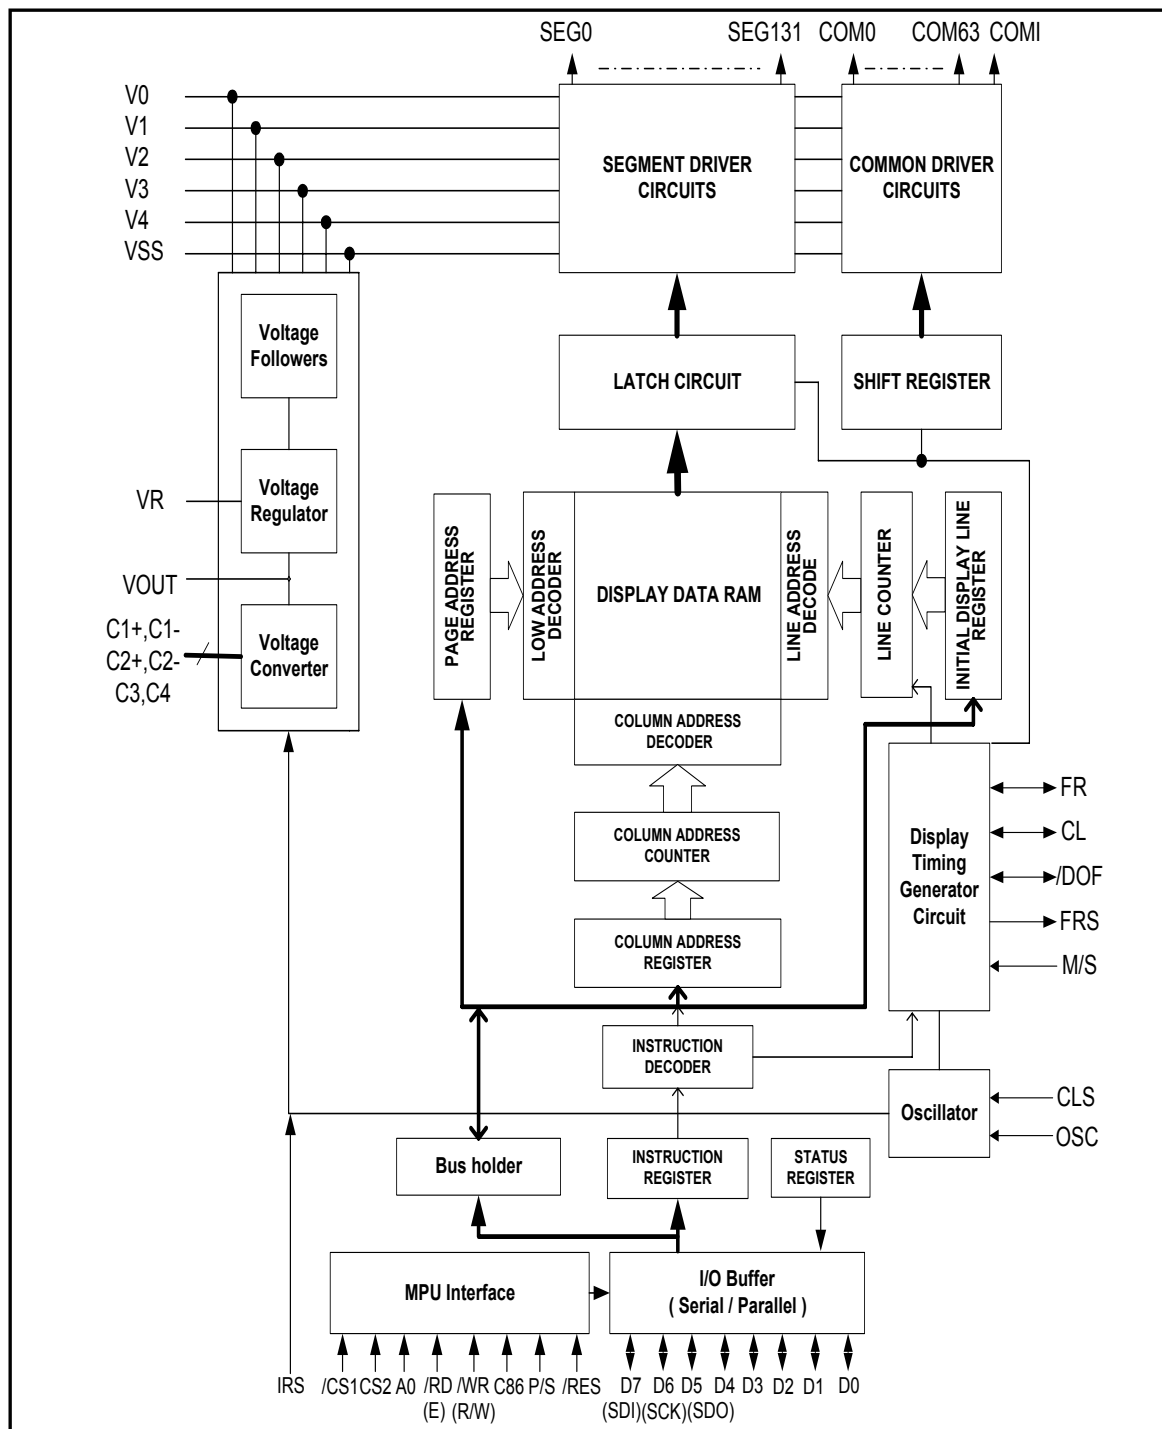 SEG0 SEG131 COM0 COM63 COMI
V0
V1
V2
V3
V4
VSS
SEGMENT DRIVER
CIRCUITS
COMMON DRIVER
CIRCUITS
Voltage
Followers
LATCH CIRCUIT
SHIFT REGISTER
VR
Voltage
Regulator
VOUT
C1+,C1-
C2+,C2-
C3,C4
Voltage
Converter
PAGE ADDRESS
REGISTER
LOW ADDRESS
DECODER
DISPLAY DATA RAM
LINE ADDRESS
DECODE
LINE COUNTER
INITIAL DISPLAY LINE
REGISTER
COLUMN ADDRESS
DECODER
COLUMN ADDRESS
COUNTER
COLUMN ADDRESS
REGISTER
Display
Timing
Generator
Circuit
FR
CL
/DOF
FRS
M/S
INSTRUCTION
DECODER
Oscillator
CLS
OSC
Bus holder
INSTRUCTION
REGISTER
STATUS
REGISTER
MPU Interface
I/O Buffer
( Serial / Parallel )
IRS /CS1 CS2 A0 /RD /WR C86 P/S /RES D7 D6 D5 D4 D3 D2 D1 D0
(E) (R/W) (SDI) (SCK) (SDO)